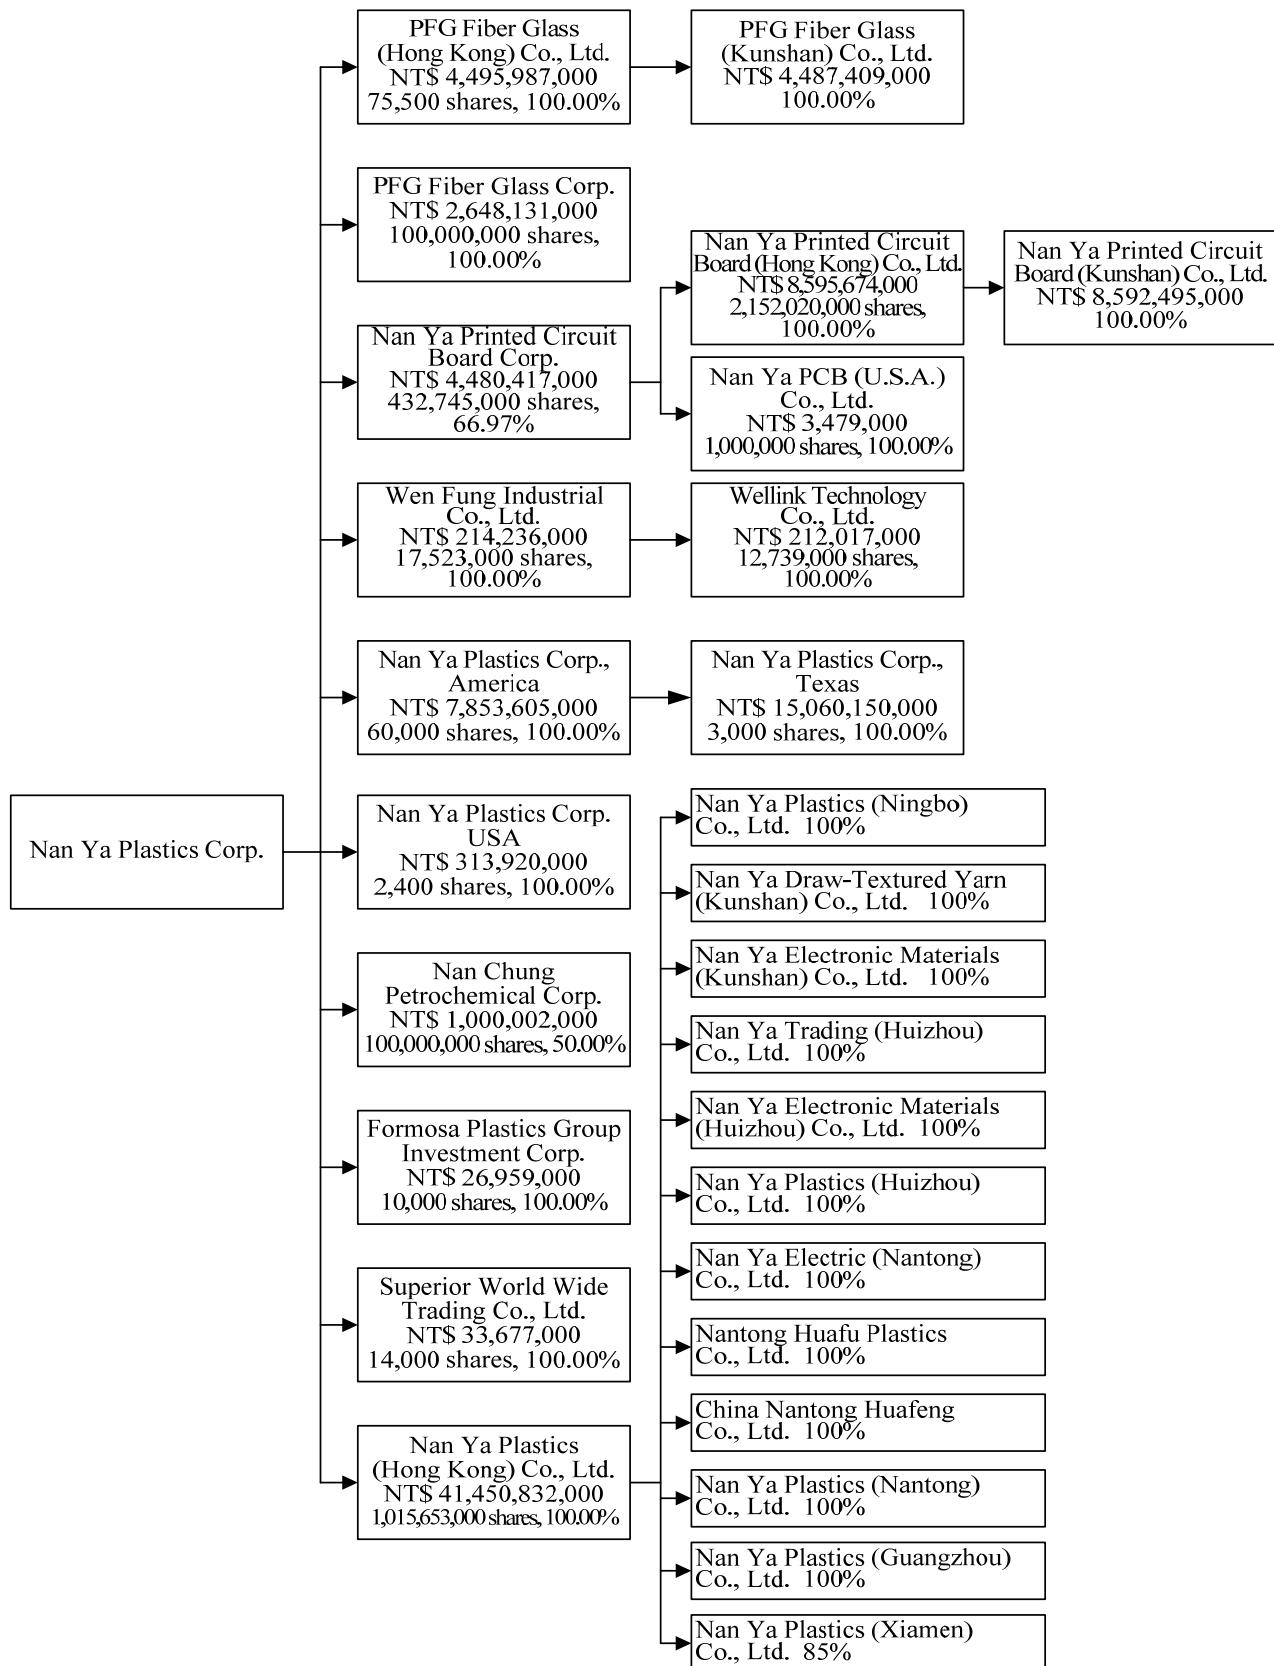 PFG Fiber Glass
(Hong Kong) Co., Ltd.
NT$ 4,495,987,000
75,500 shares, 100.00%
PFG Fiber Glass
(Kunshan) Co., Ltd.
NT$ 4,487,409,000
100.00%
PFG Fiber Glass Corp.
NT$ 2,648,131,000
100,000,000 shares,
100.00%
Nan Ya Printed Circuit
Board Corp.
NT$ 4,480,417,000
432,745,000 shares,
66.97%
Nan Ya Printed Circuit
Board (Hong Kong) Co., Ltd.
NT$ 8,595,674,000
2,152,020,000 shares,
100.00%
Nan Ya Printed Circuit
Board (Kunshan) Co., Ltd.
NT$ 8,592,495,000
100.00%
Nan Ya PCB (U.S.A.)
Co., Ltd.
NT$ 3,479,000
1,000,000 shares, 100.00%
Wen Fung Industrial
Co., Ltd.
NT$ 214,236,000
17,523,000 shares,
100.00%
Wellink Technology
Co., Ltd.
NT$ 212,017,000
12,739,000 shares,
100.00%
Nan Ya Plastics Corp.,
America
NT$ 7,853,605,000
60,000 shares, 100.00%
Nan Ya Plastics Corp.,
Texas
NT$ 15,060,150,000
3,000 shares, 100.00%
Nan Ya Plastics Corp.
Nan Ya Plastics Corp.
USA
NT$ 313,920,000
2,400 shares, 100.00%
Nan Chung
Petrochemical Corp.
NT$ 1,000,002,000
100,000,000 shares, 50.00%
Formosa Plastics Group
Investment Corp.
NT$ 26,959,000
10,000 shares, 100.00%
Superior World Wide
Trading Co., Ltd.
NT$ 33,677,000
14,000 shares, 100.00%
Nan Ya Plastics
(Hong Kong) Co., Ltd.
NT$ 41,450,832,000
1,015,653,000 shares, 100.00%
Nan Ya Plastics (Ningbo)
Co., Ltd. 100%
Nan Ya Draw-Textured Yarn
(Kunshan) Co., Ltd. 100%
Nan Ya Electronic Materials
(Kunshan) Co., Ltd. 100%
Nan Ya Trading (Huizhou)
Co., Ltd. 100%
Nan Ya Electronic Materials
(Huizhou) Co., Ltd. 100%
Nan Ya Plastics (Huizhou)
Co., Ltd. 100%
Nan Ya Electric (Nantong)
Co., Ltd. 100%
Nantong Huafu Plastics
Co., Ltd. 100%
China Nantong Huafeng
Co., Ltd. 100%
Nan Ya Plastics (Nantong)
Co., Ltd. 100%
Nan Ya Plastics (Guangzhou)
Co., Ltd. 100%
Nan Ya Plastics (Xiamen)
Co., Ltd. 85%